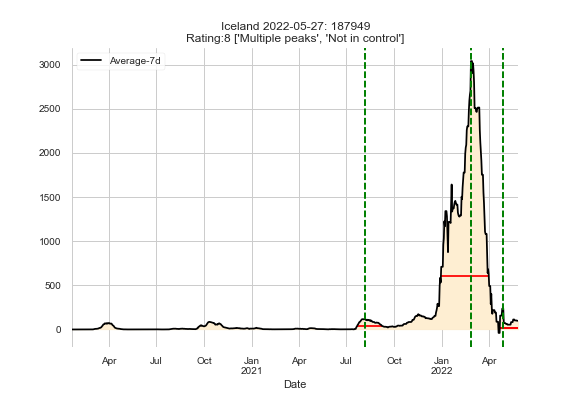 Iceland 2022-05-27: 187949
Rating:8 ['Multiple peaks', 'Not in control']
Average-7d
3000
2500
2000
1500
1000
500
0
Apr Jul Oct Jan Apr Jul Oct Jan Apr
2021 2022
Date